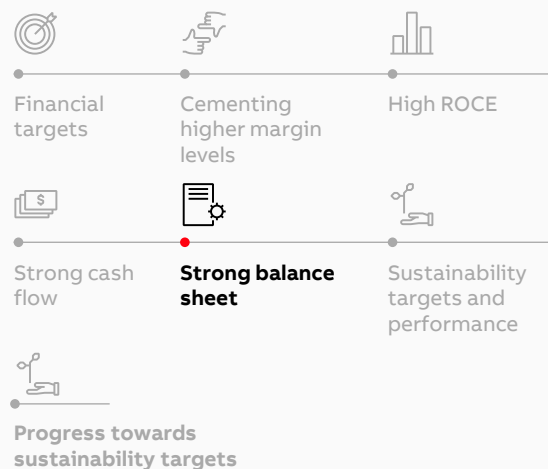 $
Financial
targets
Cementing
higher margin
levels
High ROCE
Strong cash
flow
Strong balance
sheet
Sustainability
targets and
performance
Progress towards
sustainability targets